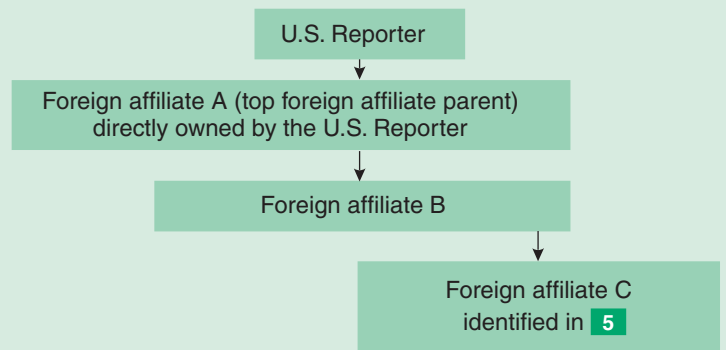 U.S. Reporter
Foreign affiliate A (top foreign affiliate parent)
directly owned by the U.S. Reporter
Foreign affiliate B
Foreign affiliate C
identified in 5